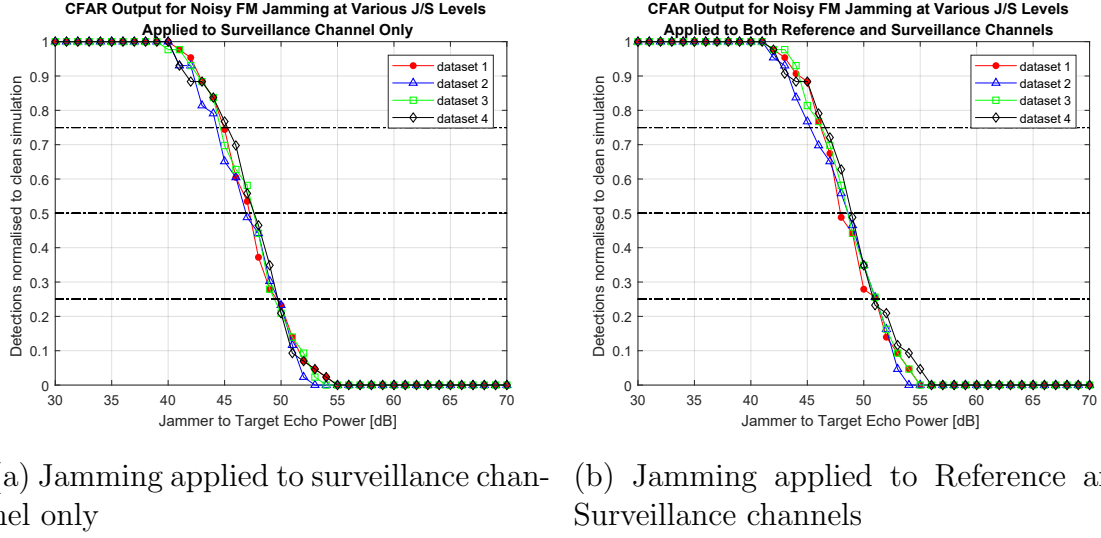 CFAR Output for Noisy FM Jamming at Various J/S Levels
Applied to Surveillance Channel Only
Detections normalised to clean simulation
1
0.9
0.8
0.7
0.6
0.5
0.4
0.3
0.2
0.1
0
dataset 1
dataset 2
dataset 3
dataset 4
30 35 40 45 50 55 60 65 70
Jammer to Target Echo Power [dB]
CFAR Output for Noisy FM Jamming at Various J/S Levels
Applied to Both Reference and Surveillance Channels
Detections normalised to clean simulation
1
0.9
0.8
0.7
0.6
0.5
0.4
0.3
0.2
0.1
0
dataset 1
dataset 2
dataset 3
dataset 4
30 35 40 45 50 55 60 65 70
Jammer to Target Echo Power [dB]
a) Jamming applied to surveillance chan-
nel only
(b) Jamming applied to Reference an
Surveillance channels